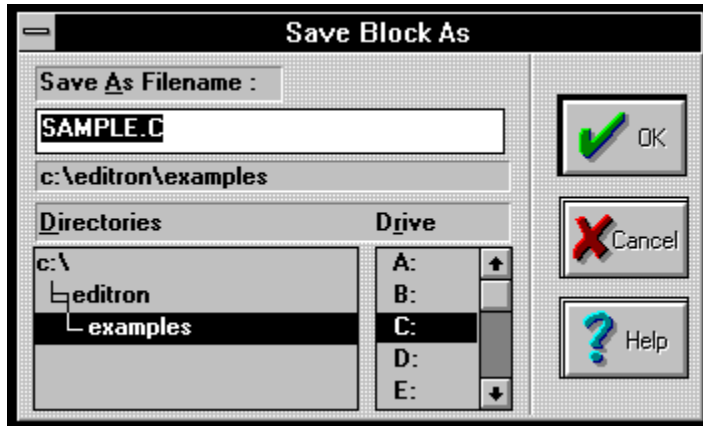 Save Block As
Save As Filename :
SAMPLE.C
c:\editron\examples
Directories
Drive
c:\
editron
examples
A:
B:
C:
D:
E:
OK
Cancel
Help